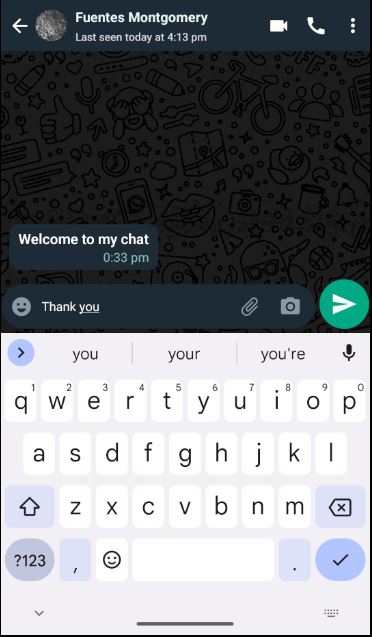 Fuentes Montgomery
Last seen today at 4:13 pm
Welcome to my chat
0:33 pm
Thank you
you your you're
1 2 3 4 5 6 7 8 9 0
q w e r t y u i o p
a s d f g h j k l
z x c v b n m
?123 , .